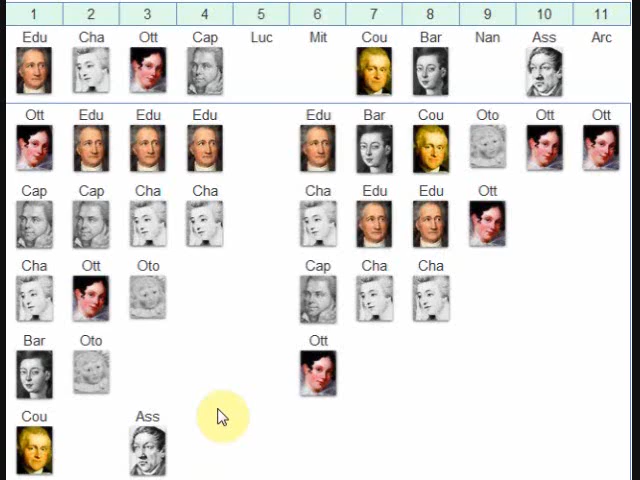 1 2 3 4 5 6 7 8 9 10 11
Edu Cha Ott Cap Luc Mit Cou Bar Nan Ass Arc
Ott Edu Edu Edu Edu Bar Cou Oto Ott Ott
Cap Cap Cha Cha Cha Edu Edu Ott
Cha Ott Oto Cap Cha Cha
Bar Oto Ott
Cou Ass